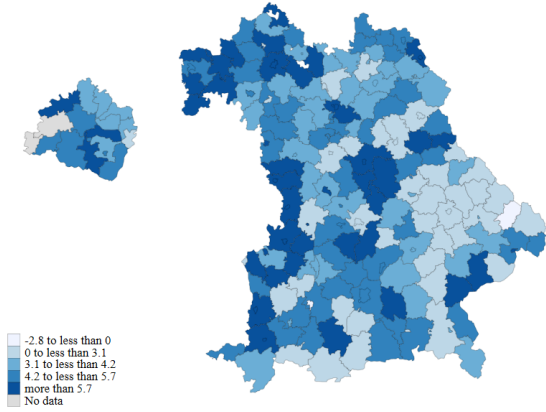 -2.8 to less than 0
0 to less than 3.1
3.1 to less than 4.2
4.2 to less than 5.7
more than 5.7
No data